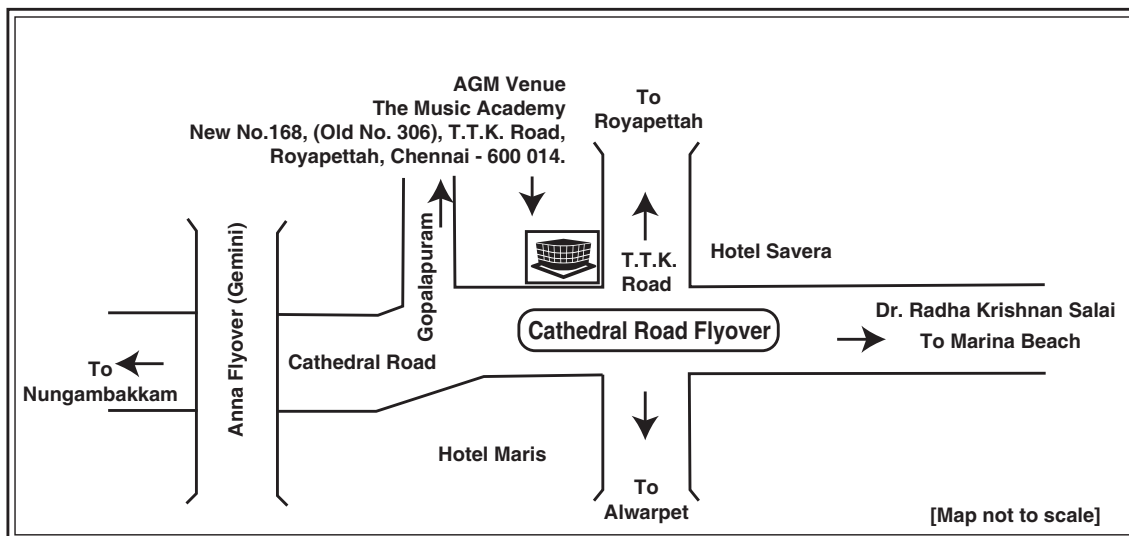 AGM Venue
The Music Academy
New No.168, (Old No. 306), T.T.K. Road,
Royapettah, Chennai - 600 014.
To
Royapettah
Anna Flyover (Gemini)
Gopalapuram
T.T.K.
Road
Hotel Savera
Cathedral Road Flyover
Dr. Radha Krishnan Salai
To Marina Beach
Cathedral Road
To
Nungambakkam
Hotel Maris
To
Alwarpet
[Map not to scale]